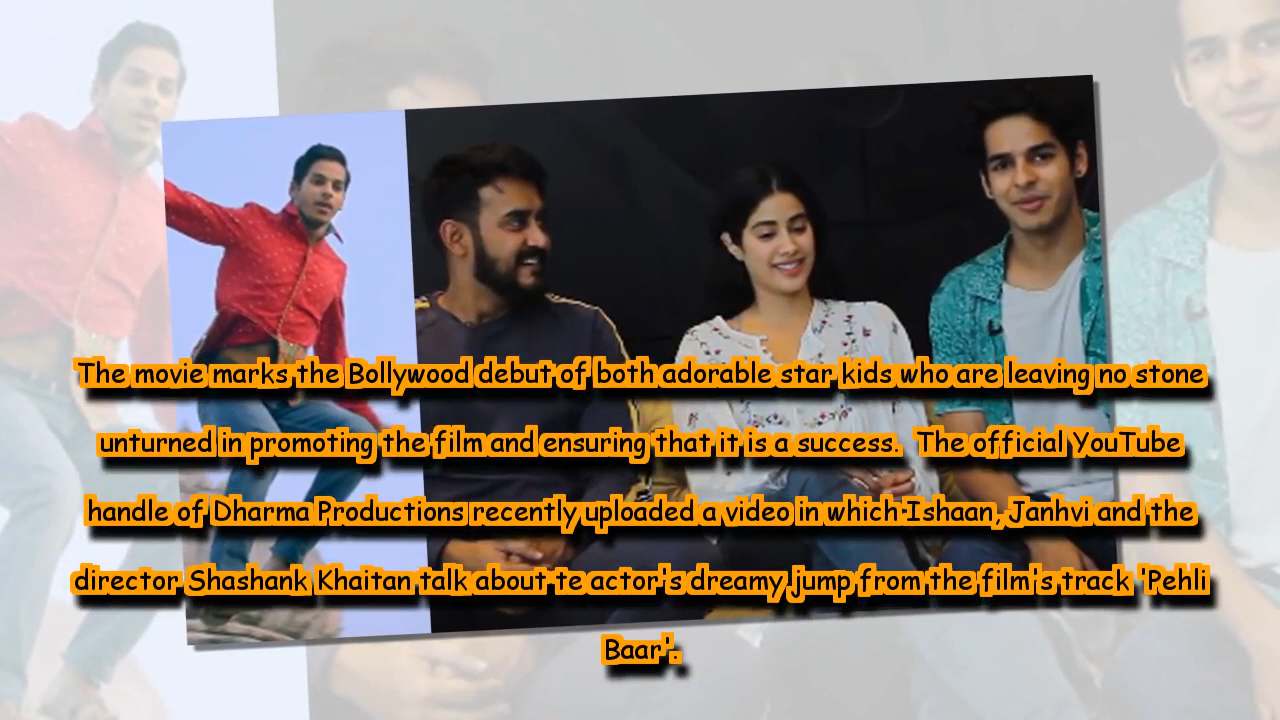 The movie marks the Bollywood debut of both adorable star kids who are leaving no stone
unturned in promoting the film and ensuring that it is a success.  The official YouTube
handle of Dharma Productions recently uploaded a video in which Ishaan, Janhvi and the
director Shashank Khaitan talk about te actor's dreamy jump from the film's track 'Pehli
Baar'.